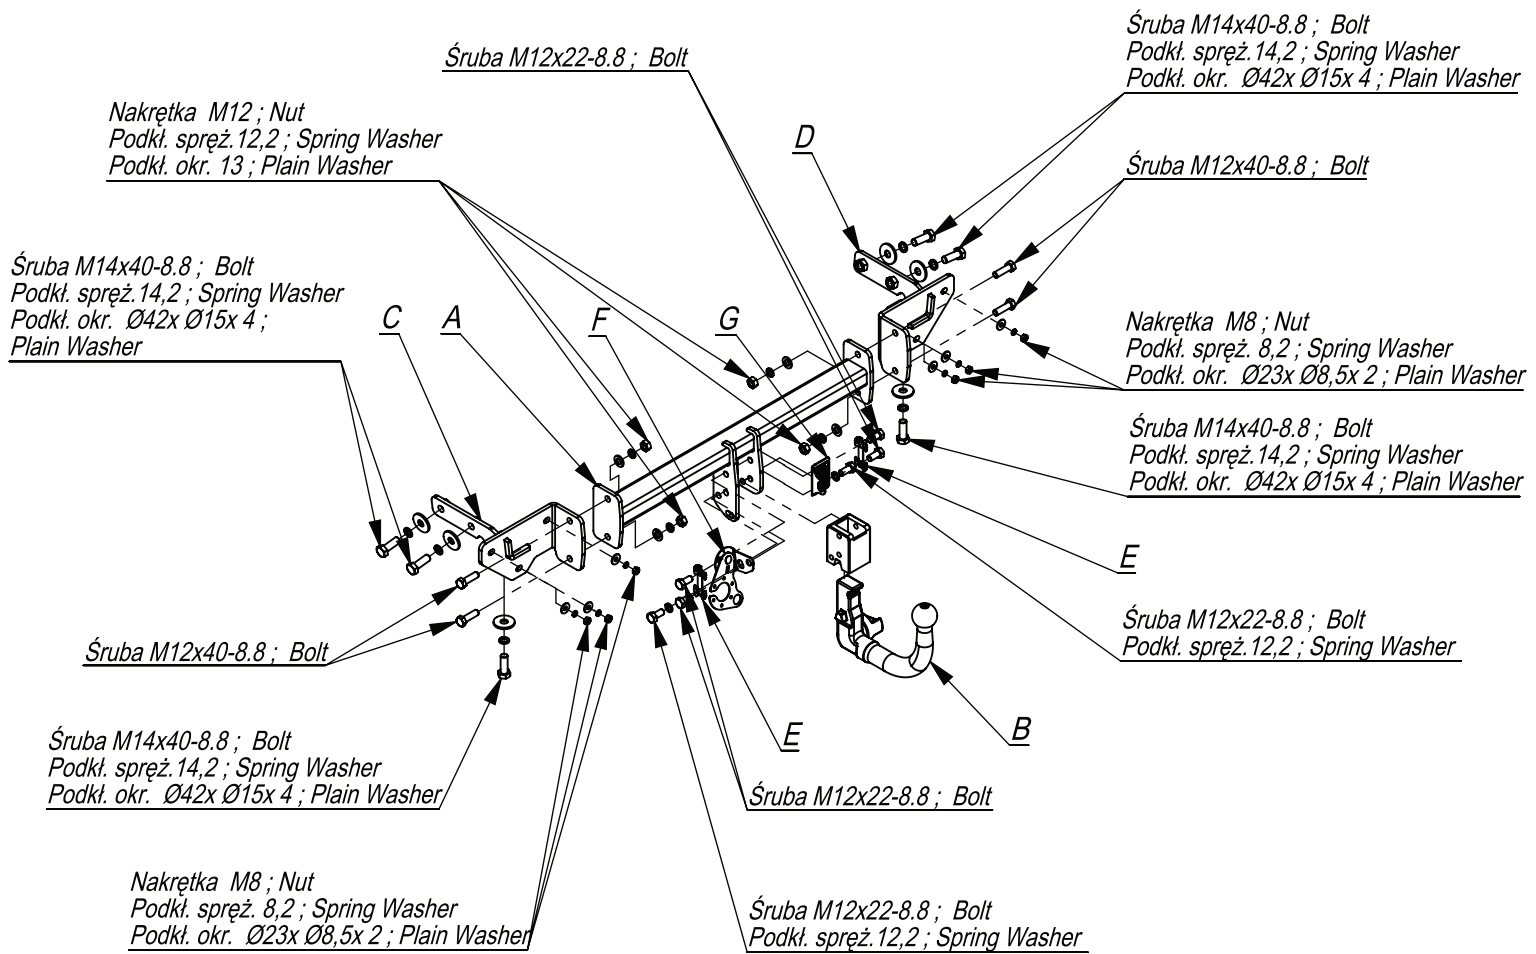 Śruba M14x40-8.8 ; Bolt
Podkł. spręż.14,2 ; Spring Washer
Podkł. okr. Ø42x Ø15x 4 ; Plain Washer
Śruba M12x22-8.8 ; Bolt
Nakrętka M12 ; Nut
Podkł. spręż.12,2 ; Spring Washer
Podkł. okr. 13 ; Plain Washer
D
Śruba M12x40-8.8 ; Bolt
Śruba M14x40-8.8 ; Bolt
Podkł. spręż.14,2 ; Spring Washer
Podkł. okr. Ø42x Ø15x 4 ;
Plain Washer
C
A
F
G
Nakrętka M8 ; Nut
Podkł. spręż. 8,2 ; Spring Washer
Podkł. okr. Ø23x Ø8,5x 2 ; Plain Washer
Śruba M14x40-8.8 ; Bolt
Podkł. spręż.14,2 ; Spring Washer
Podkł. okr. Ø42x Ø15x 4 ; Plain Washer
E
Śruba M12x22-8.8 ; Bolt
Podkł. spręż.12,2 ; Spring Washer
Śruba M12x40-8.8 ; Bolt
B
E
Śruba M14x40-8.8 ; Bolt
Podkł. spręż.14,2 ; Spring Washer
Podkł. okr. Ø42x Ø15x 4 ; Plain Washer
Śruba M12x22-8.8 ; Bolt
Nakrętka M8 ; Nut
Podkł. spręż. 8,2 ; Spring Washer
Podkł. okr. Ø23x Ø8,5x 2 ; Plain Washer
Śruba M12x22-8.8 ; Bolt
Podkł. spręż.12,2 ; Spring Washer